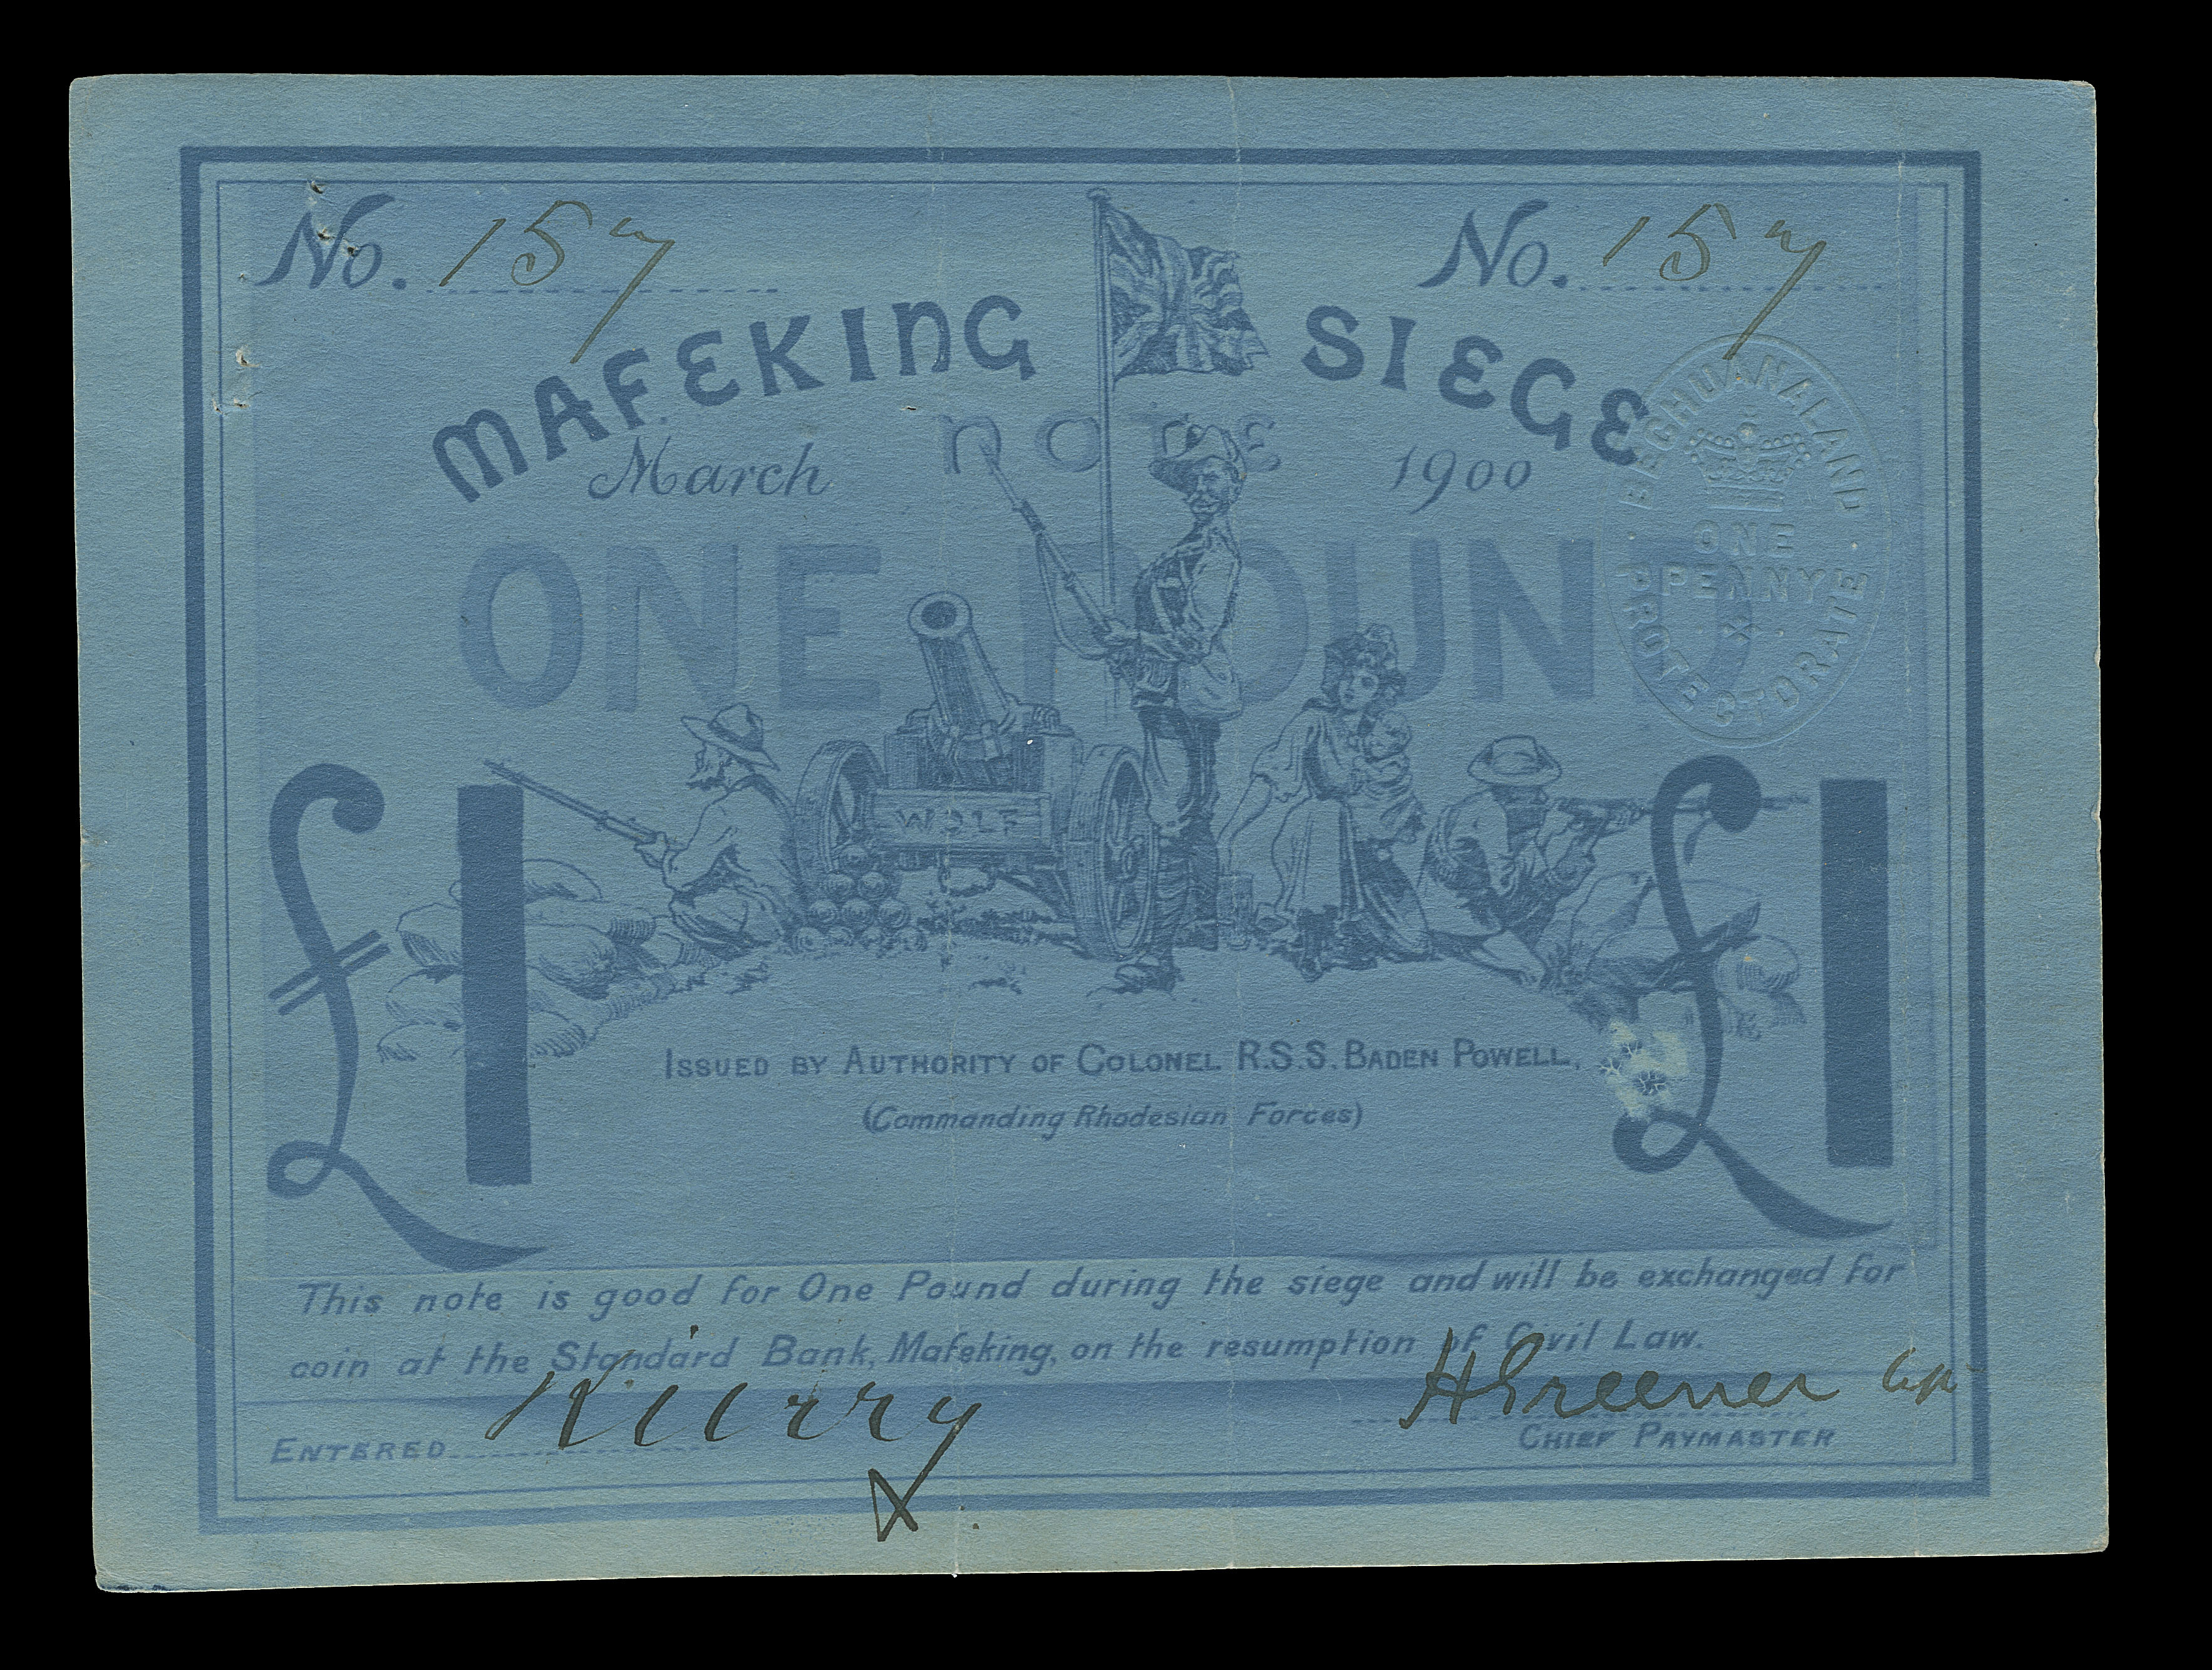 No. 157
No. 157
MAFEKING SIEGE
NOTE
March 1900
ONE POUND
BECHUANALAND
ONE
PENNY
X
PROTECTORATE
WOLF
£1
£1
ISSUED BY AUTHORITY OF COLONEL R.S.S. BADEN POWELL,
(Commanding Rhodesian Forces)
This note is good for One Pound during the siege and will be exchanged for
coin at the Standard Bank, Mafeking, on the resumption of Civil Law.
ENTERED
HGreener Capt
CHIEF PAYMASTER